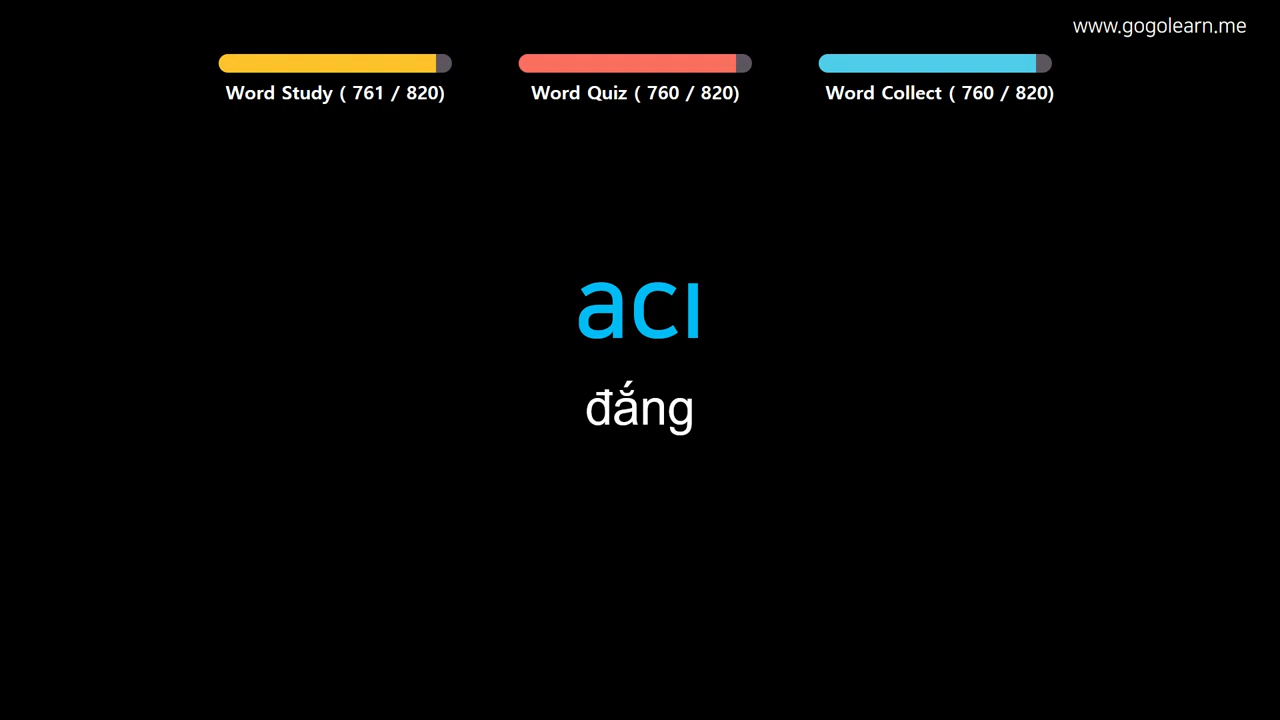 www.gogolearn.me
Word Study ( 761 / 820)
Word Quiz ( 760 / 820)
Word Collect ( 760 / 820)
acı
đắng